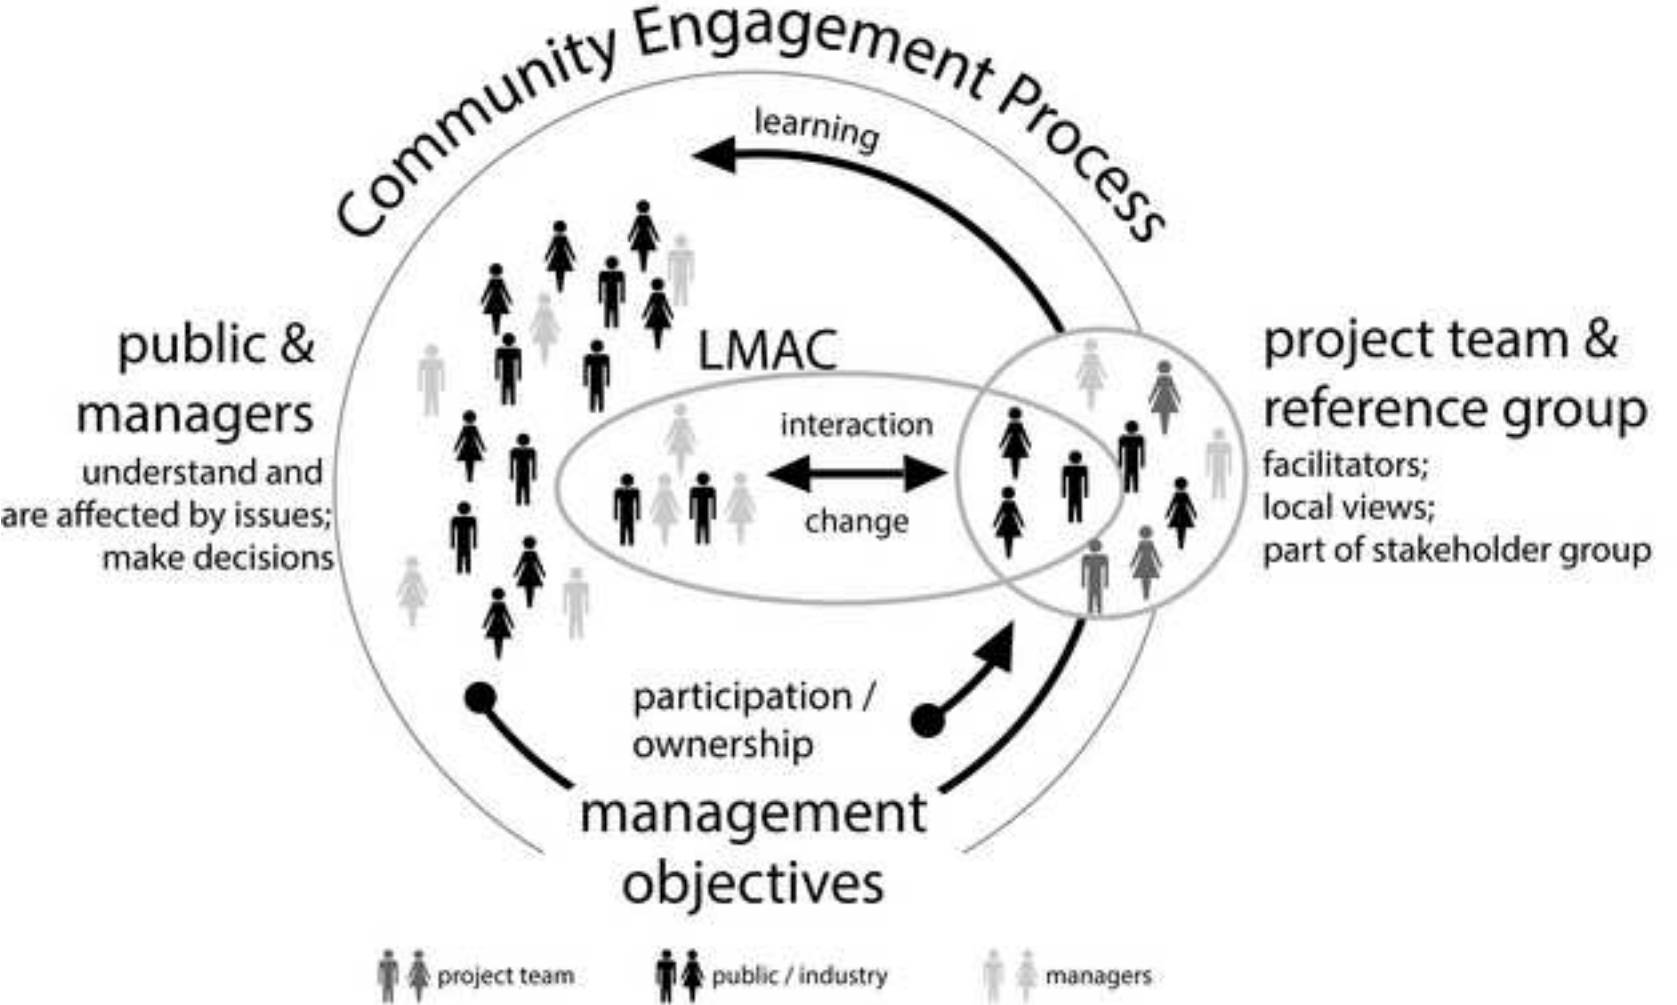 Community Engagement Process
learning
public &
managers
understand and
are affected by issues;
make decisions
LMAC
interaction
change
project team &
reference group
facilitators;
local views;
part of stakeholder group
participation /
ownership
management
objectives
project team
public / industry
managers